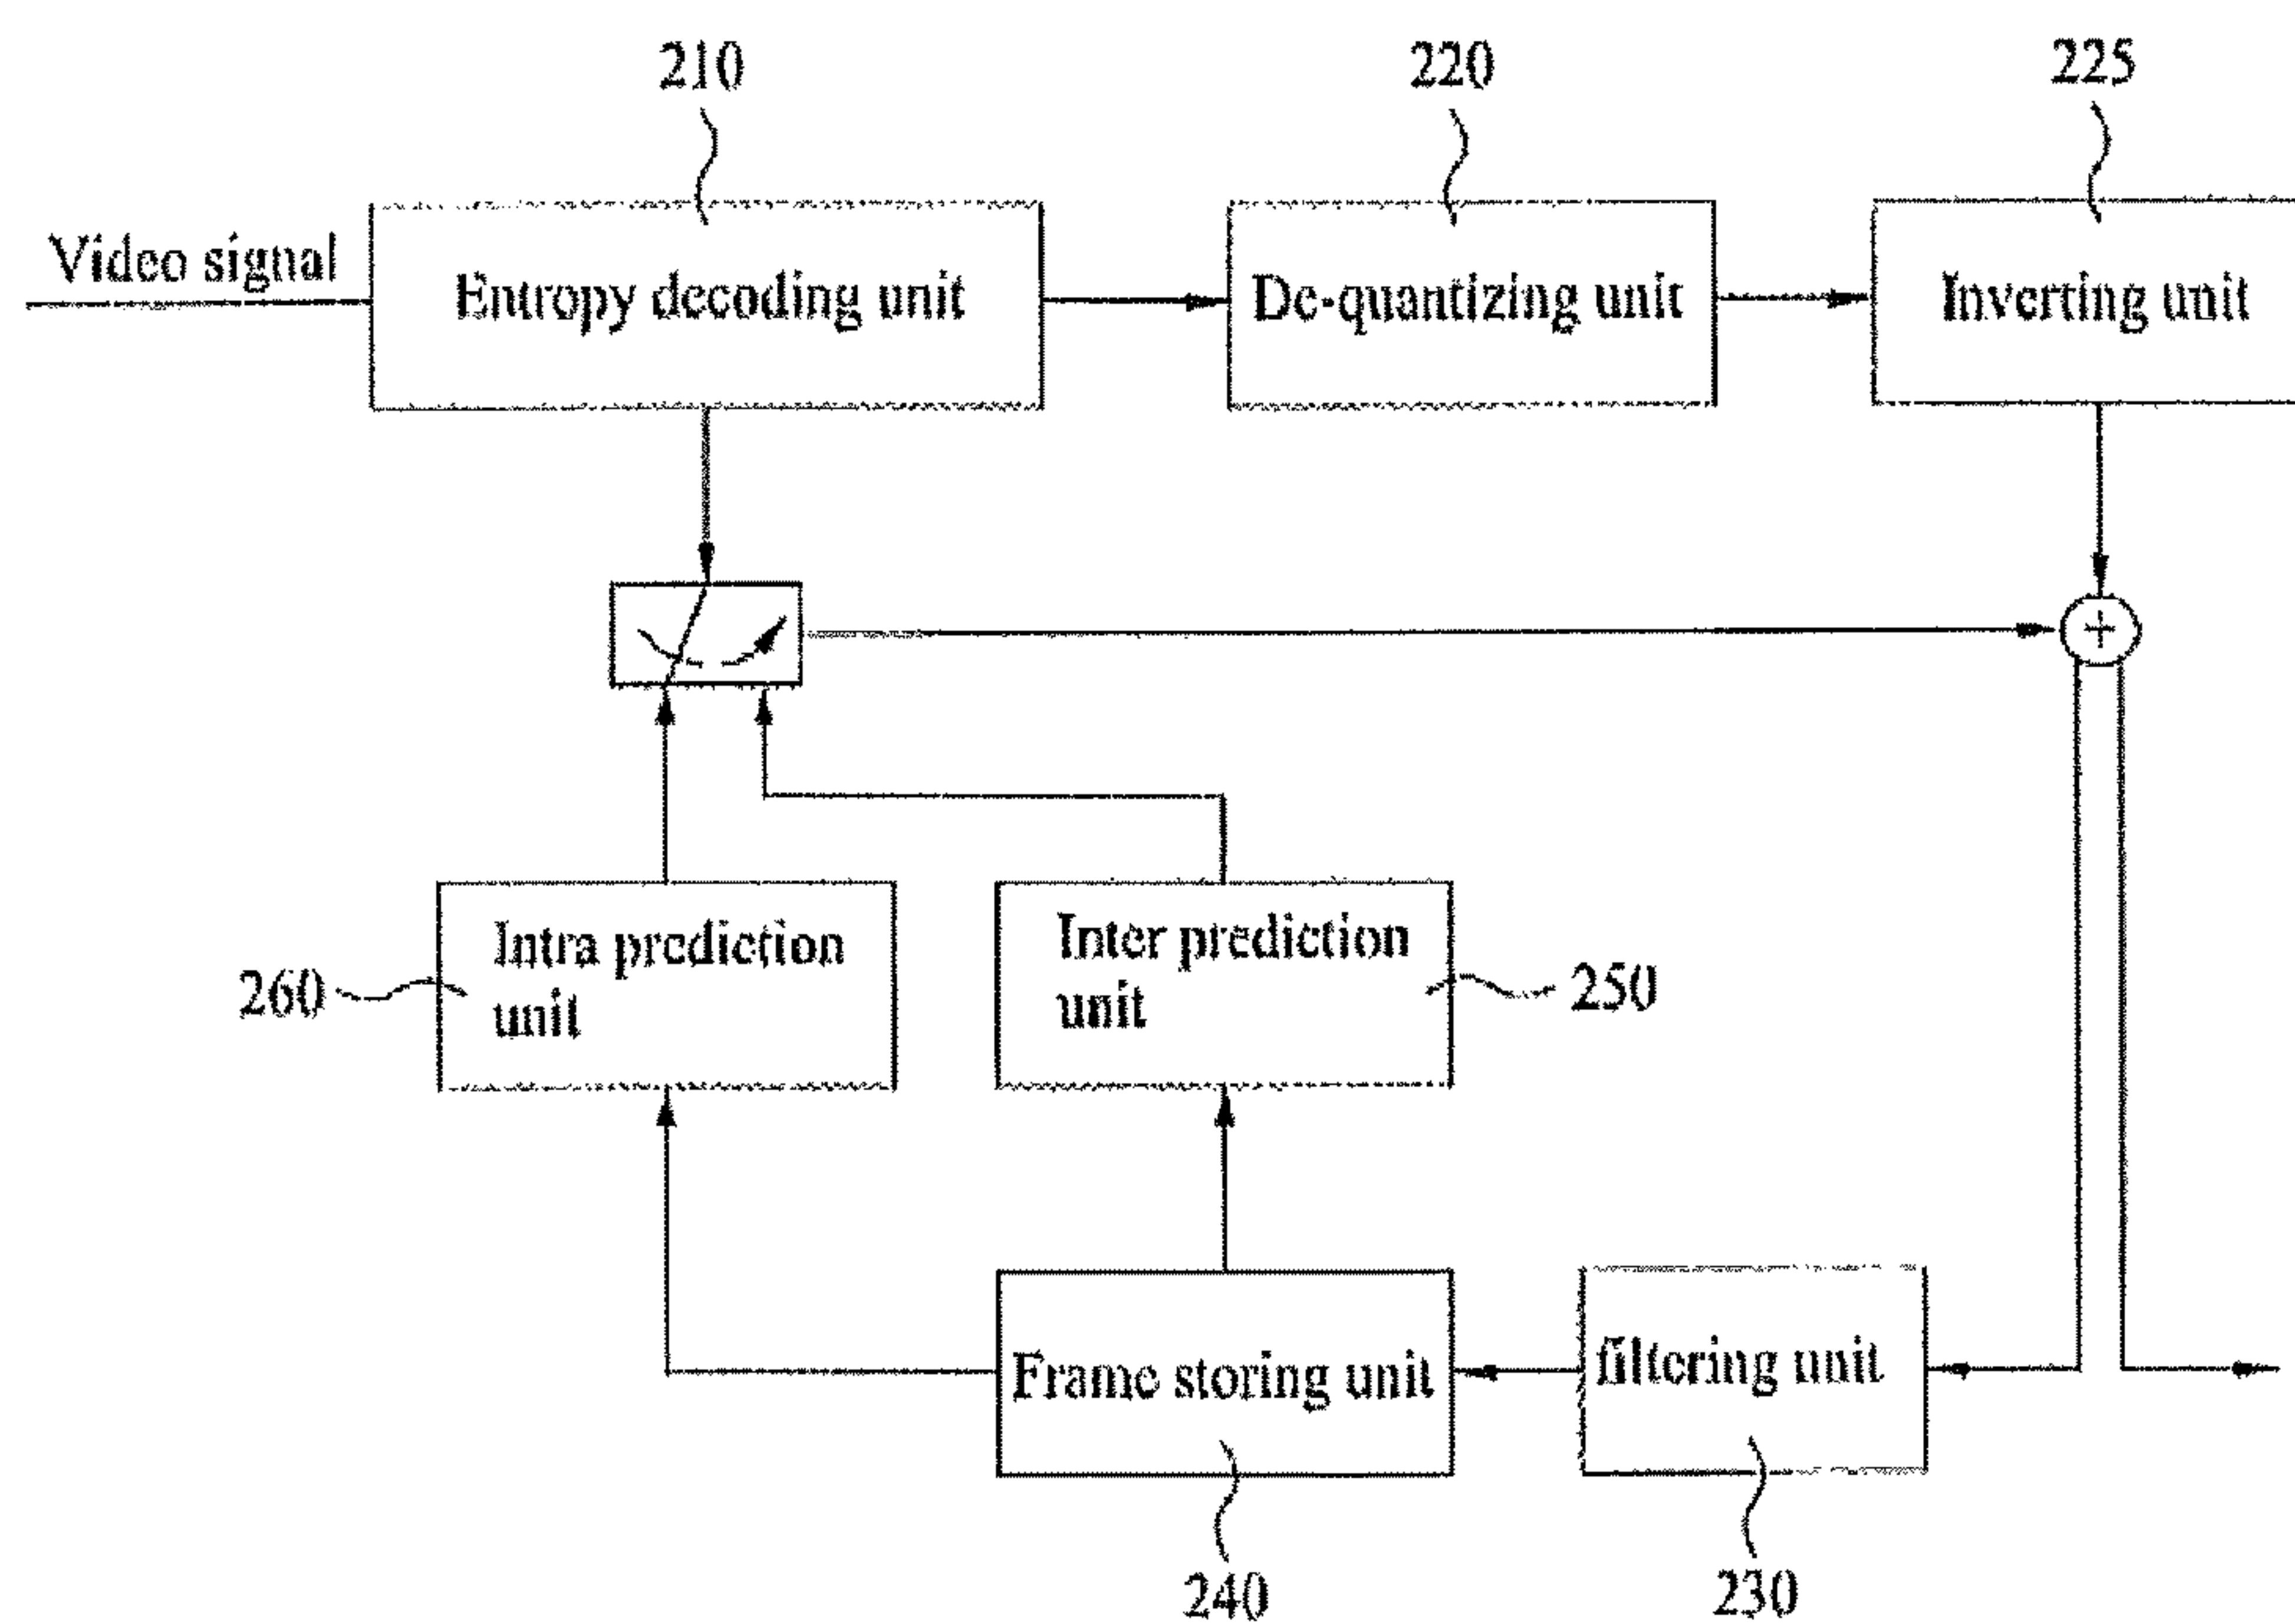 210
220
225
Video signal
Entropy decoding unit
De-quantizing unit
Inverting unit
+
Intra prediction
unit
260
Inter prediction
unit
250
Frame storing unit
filtering unit
240
230